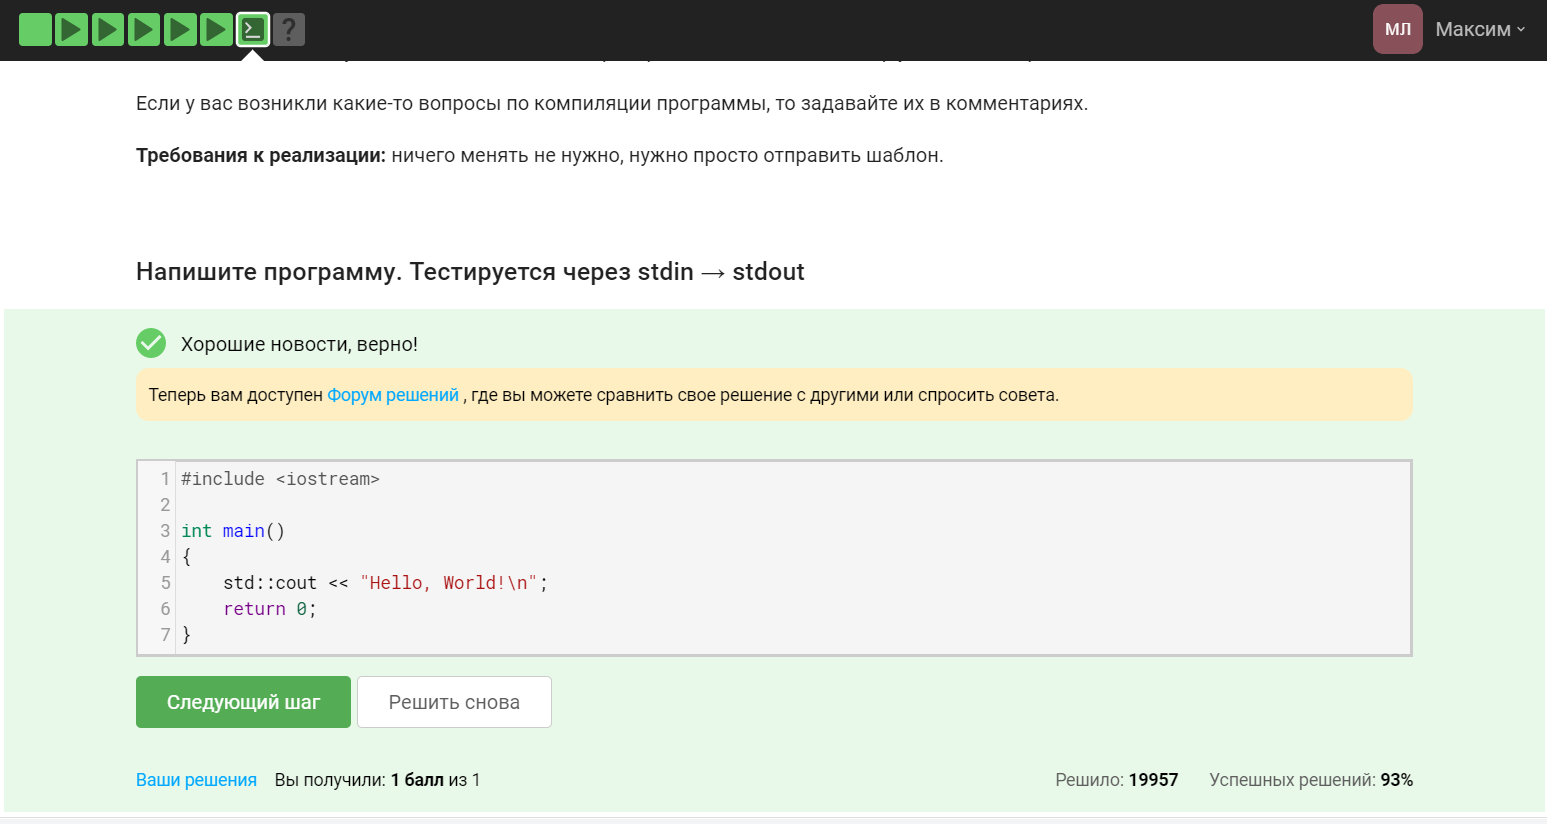 ?
МЛ
Максим
Если у вас возникли какие-то вопросы по компиляции программы, то задавайте их в комментариях.
Требования к реализации: ничего менять не нужно, нужно просто отправить шаблон.
Напишите программу. Тестируется через stdin → stdout
Хорошие новости, верно!
Теперь вам доступен Форум решений , где вы можете сравнить свое решение с другими или спросить совета.
1 #include <iostream>
2
3 int main()
4 {
5     std::cout << "Hello, World!\n";
6     return 0;
7 }
Следующий шаг
Решить снова
Ваши решения Вы получили: 1 балл из 1
Решило: 19957 Успешных решений: 93%